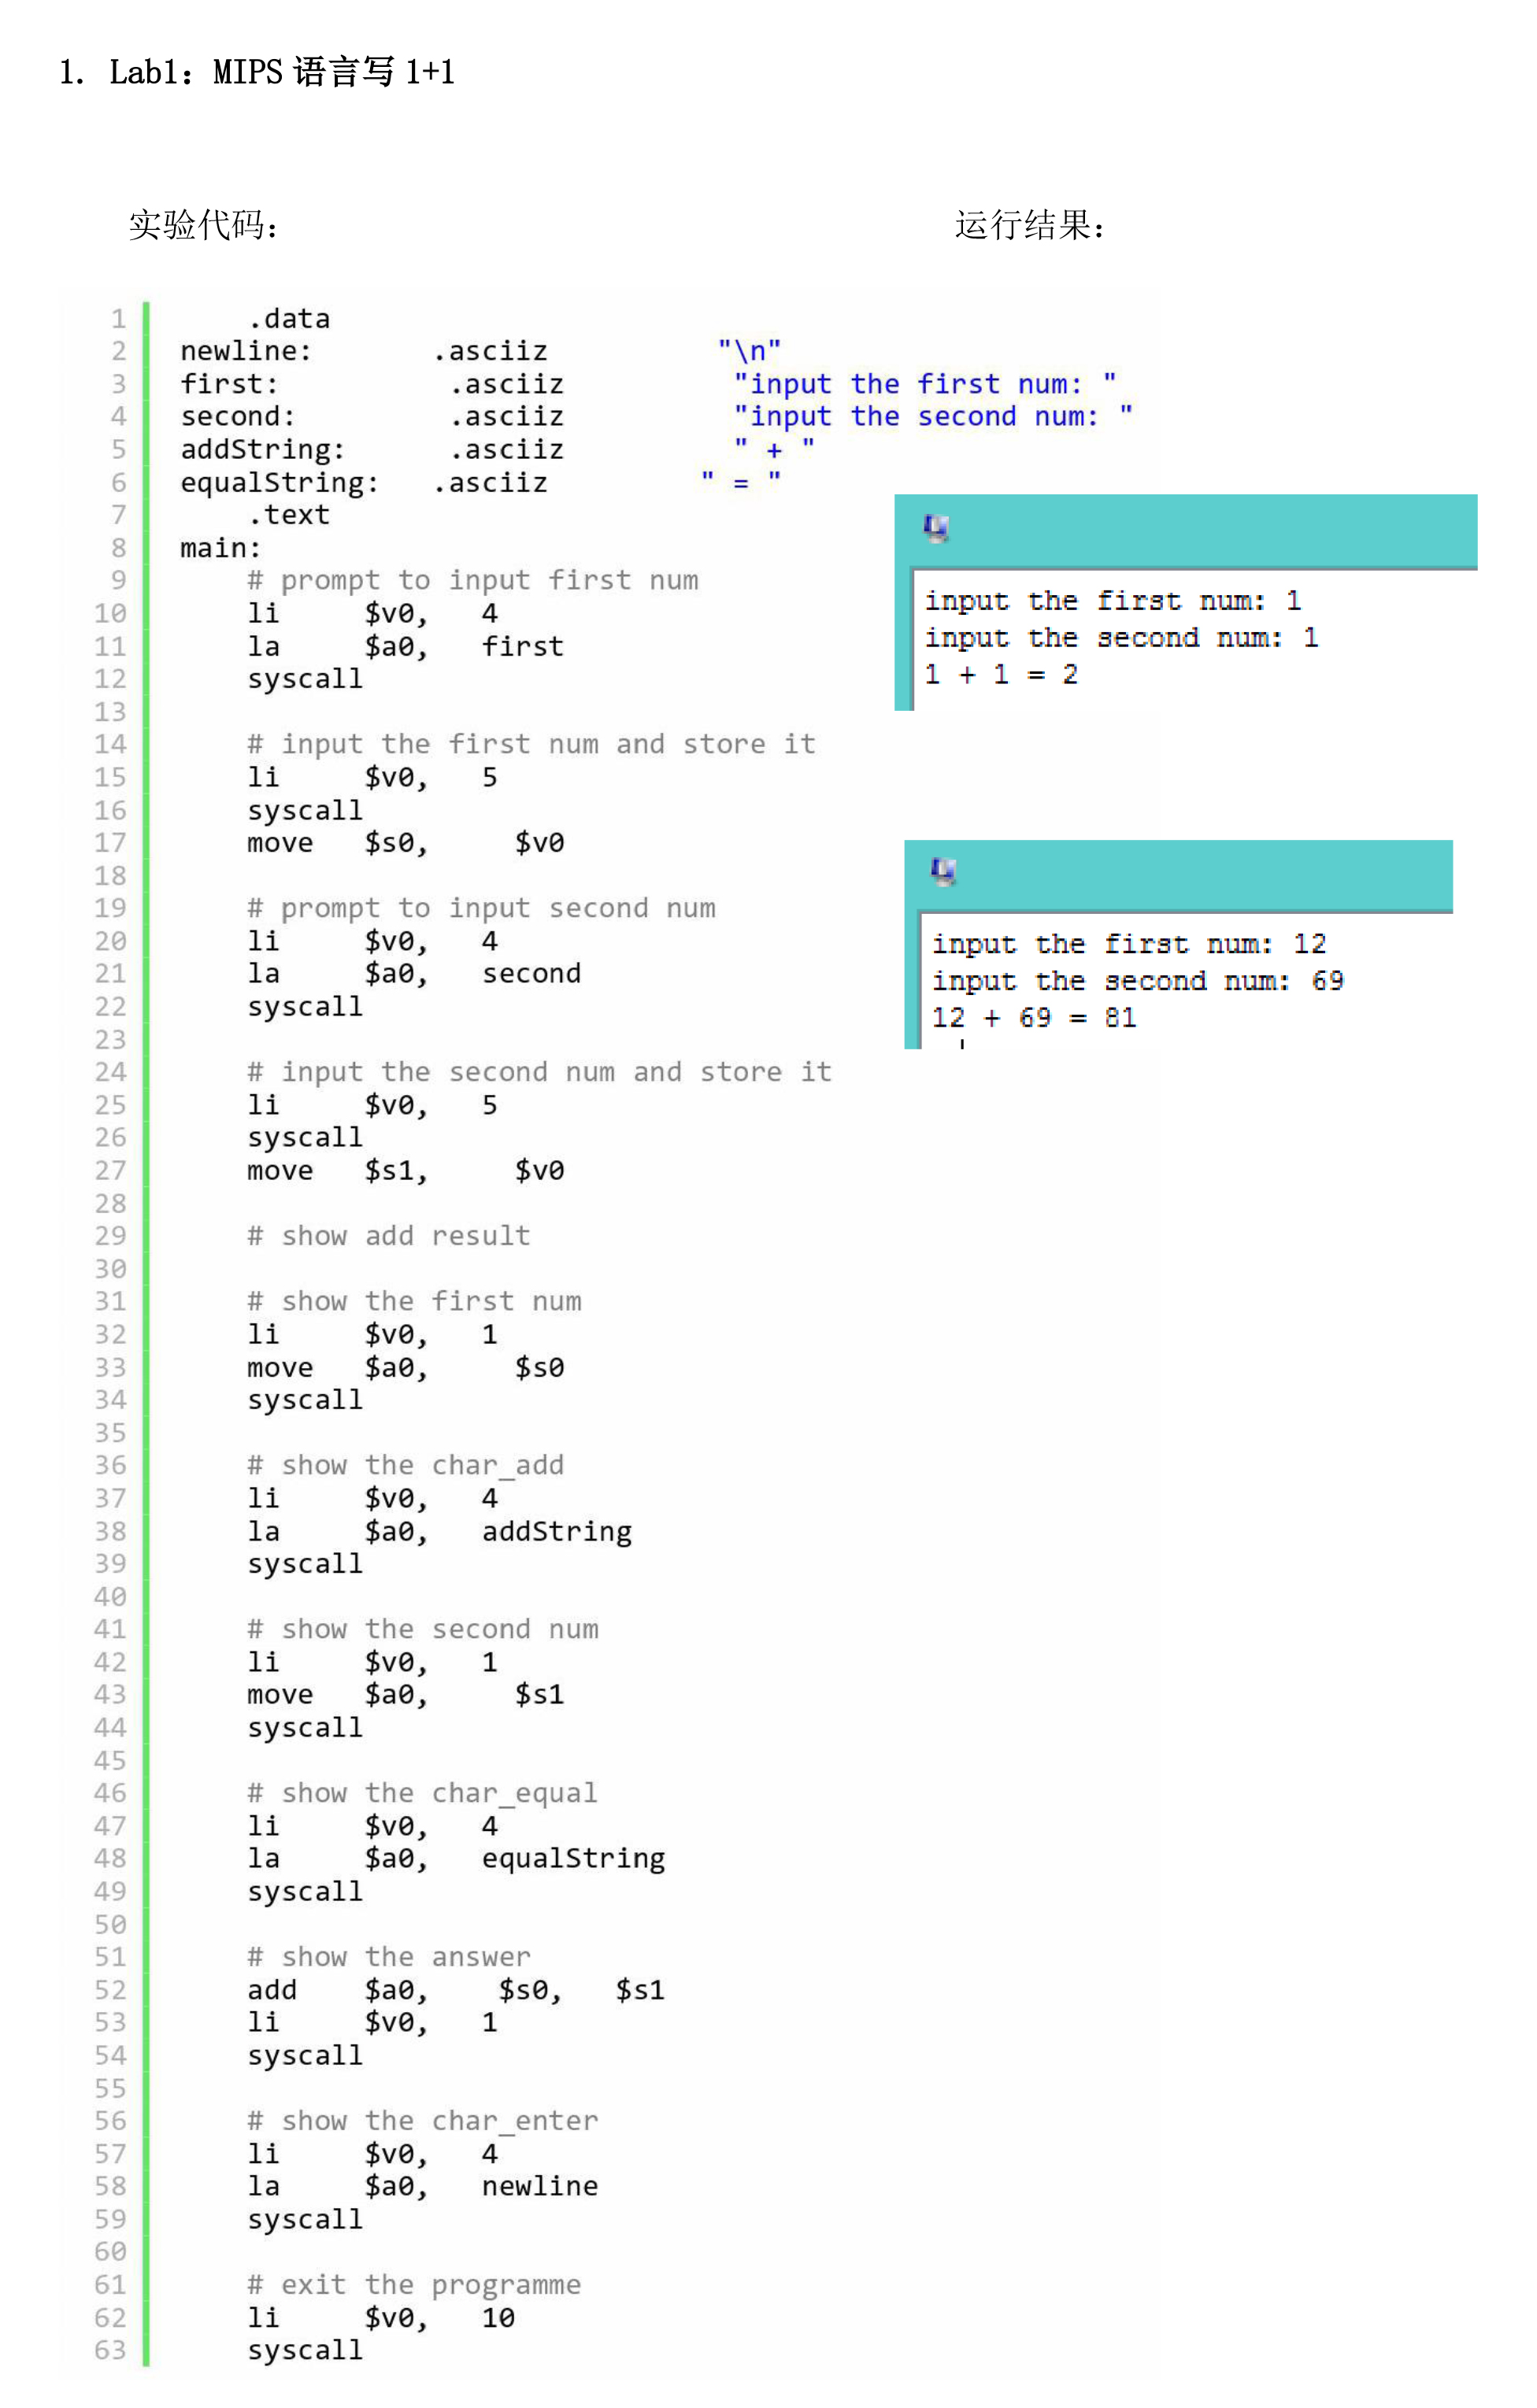 1. Lab1：MIPS 语言写 1+1
实验代码：
运行结果：
1 .data
2 newline: .asciiz "\n"
3 first: .asciiz "input the first num: "
4 second: .asciiz "input the second num: "
5 addString: .asciiz " + "
6 equalString: .asciiz " = "
7 .text
8 main:
9 # prompt to input first num
10 li $v0, 4
11 la $a0, first
12 syscall
13
14 # input the first num and store it
15 li $v0, 5
16 syscall
17 move $s0, $v0
18
19 # prompt to input second num
20 li $v0, 4
21 la $a0, second
22 syscall
23
24 # input the second num and store it
25 li $v0, 5
26 syscall
27 move $s1, $v0
28
29 # show add result
30
31 # show the first num
32 li $v0, 1
33 move $a0, $s0
34 syscall
35
36 # show the char_add
37 li $v0, 4
38 la $a0, addString
39 syscall
40
41 # show the second num
42 li $v0, 1
43 move $a0, $s1
44 syscall
45
46 # show the char_equal
47 li $v0, 4
48 la $a0, equalString
49 syscall
50
51 # show the answer
52 add $a0, $s0, $s1
53 li $v0, 1
54 syscall
55
56 # show the char_enter
57 li $v0, 4
58 la $a0, newline
59 syscall
60
61 # exit the programme
62 li $v0, 10
63 syscall
input the first num: 1
input the second num: 1
1 + 1 = 2
input the first num: 12
input the second num: 69
12 + 69 = 81